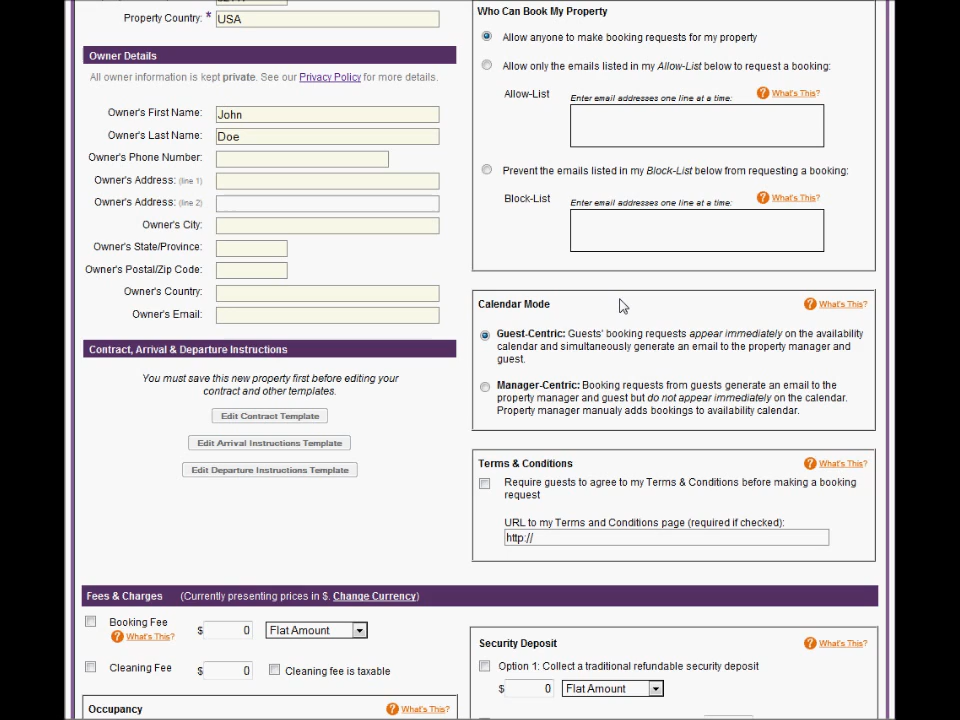 Property Country: * USA
Owner Details
All owner information is kept private. See our Privacy Policy for more details.
Owner's First Name: John
Owner's Last Name: Doe
Owner's Phone Number:
Owner's Address: (line 1)
Owner's Address: (line 2)
Owner's City:
Owner's State/Province:
Owner's Postal/Zip Code:
Owner's Country:
Owner's Email:
Contract, Arrival & Departure Instructions
You must save this new property first before editing your
contract and other templates.
Edit Contract Template
Edit Arrival Instructions Template
Edit Departure Instructions Template
Who Can Book My Property
Allow anyone to make booking requests for my property
Allow only the emails listed in my Allow-List below to request a booking:
Allow-List Enter email addresses one line at a time: ? What's This?
Prevent the emails listed in my Block-List below from requesting a booking:
Block-List Enter email addresses one line at a time: ? What's This?
Calendar Mode ? What's This?
Guest-Centric: Guests' booking requests appear immediately on the availability
calendar and simultaneously generate an email to the property manager and
guest.
Manager-Centric: Booking requests from guests generate an email to the
property manager and guest but do not appear immediately on the calendar.
Property manager manualy adds bookings to availability calendar.
Terms & Conditions ? What's This?
Require guests to agree to my Terms & Conditions before making a booking
request
URL to my Terms and Conditions page (required if checked):
http://
Fees & Charges (Currently presenting prices in $. Change Currency)
Booking Fee $ 0 Flat Amount
? What's This?
Cleaning Fee $ 0 Cleaning fee is taxable
Occupancy ? What's This?
Security Deposit ? What's This?
Option 1: Collect a traditional refundable security deposit
$ 0 Flat Amount